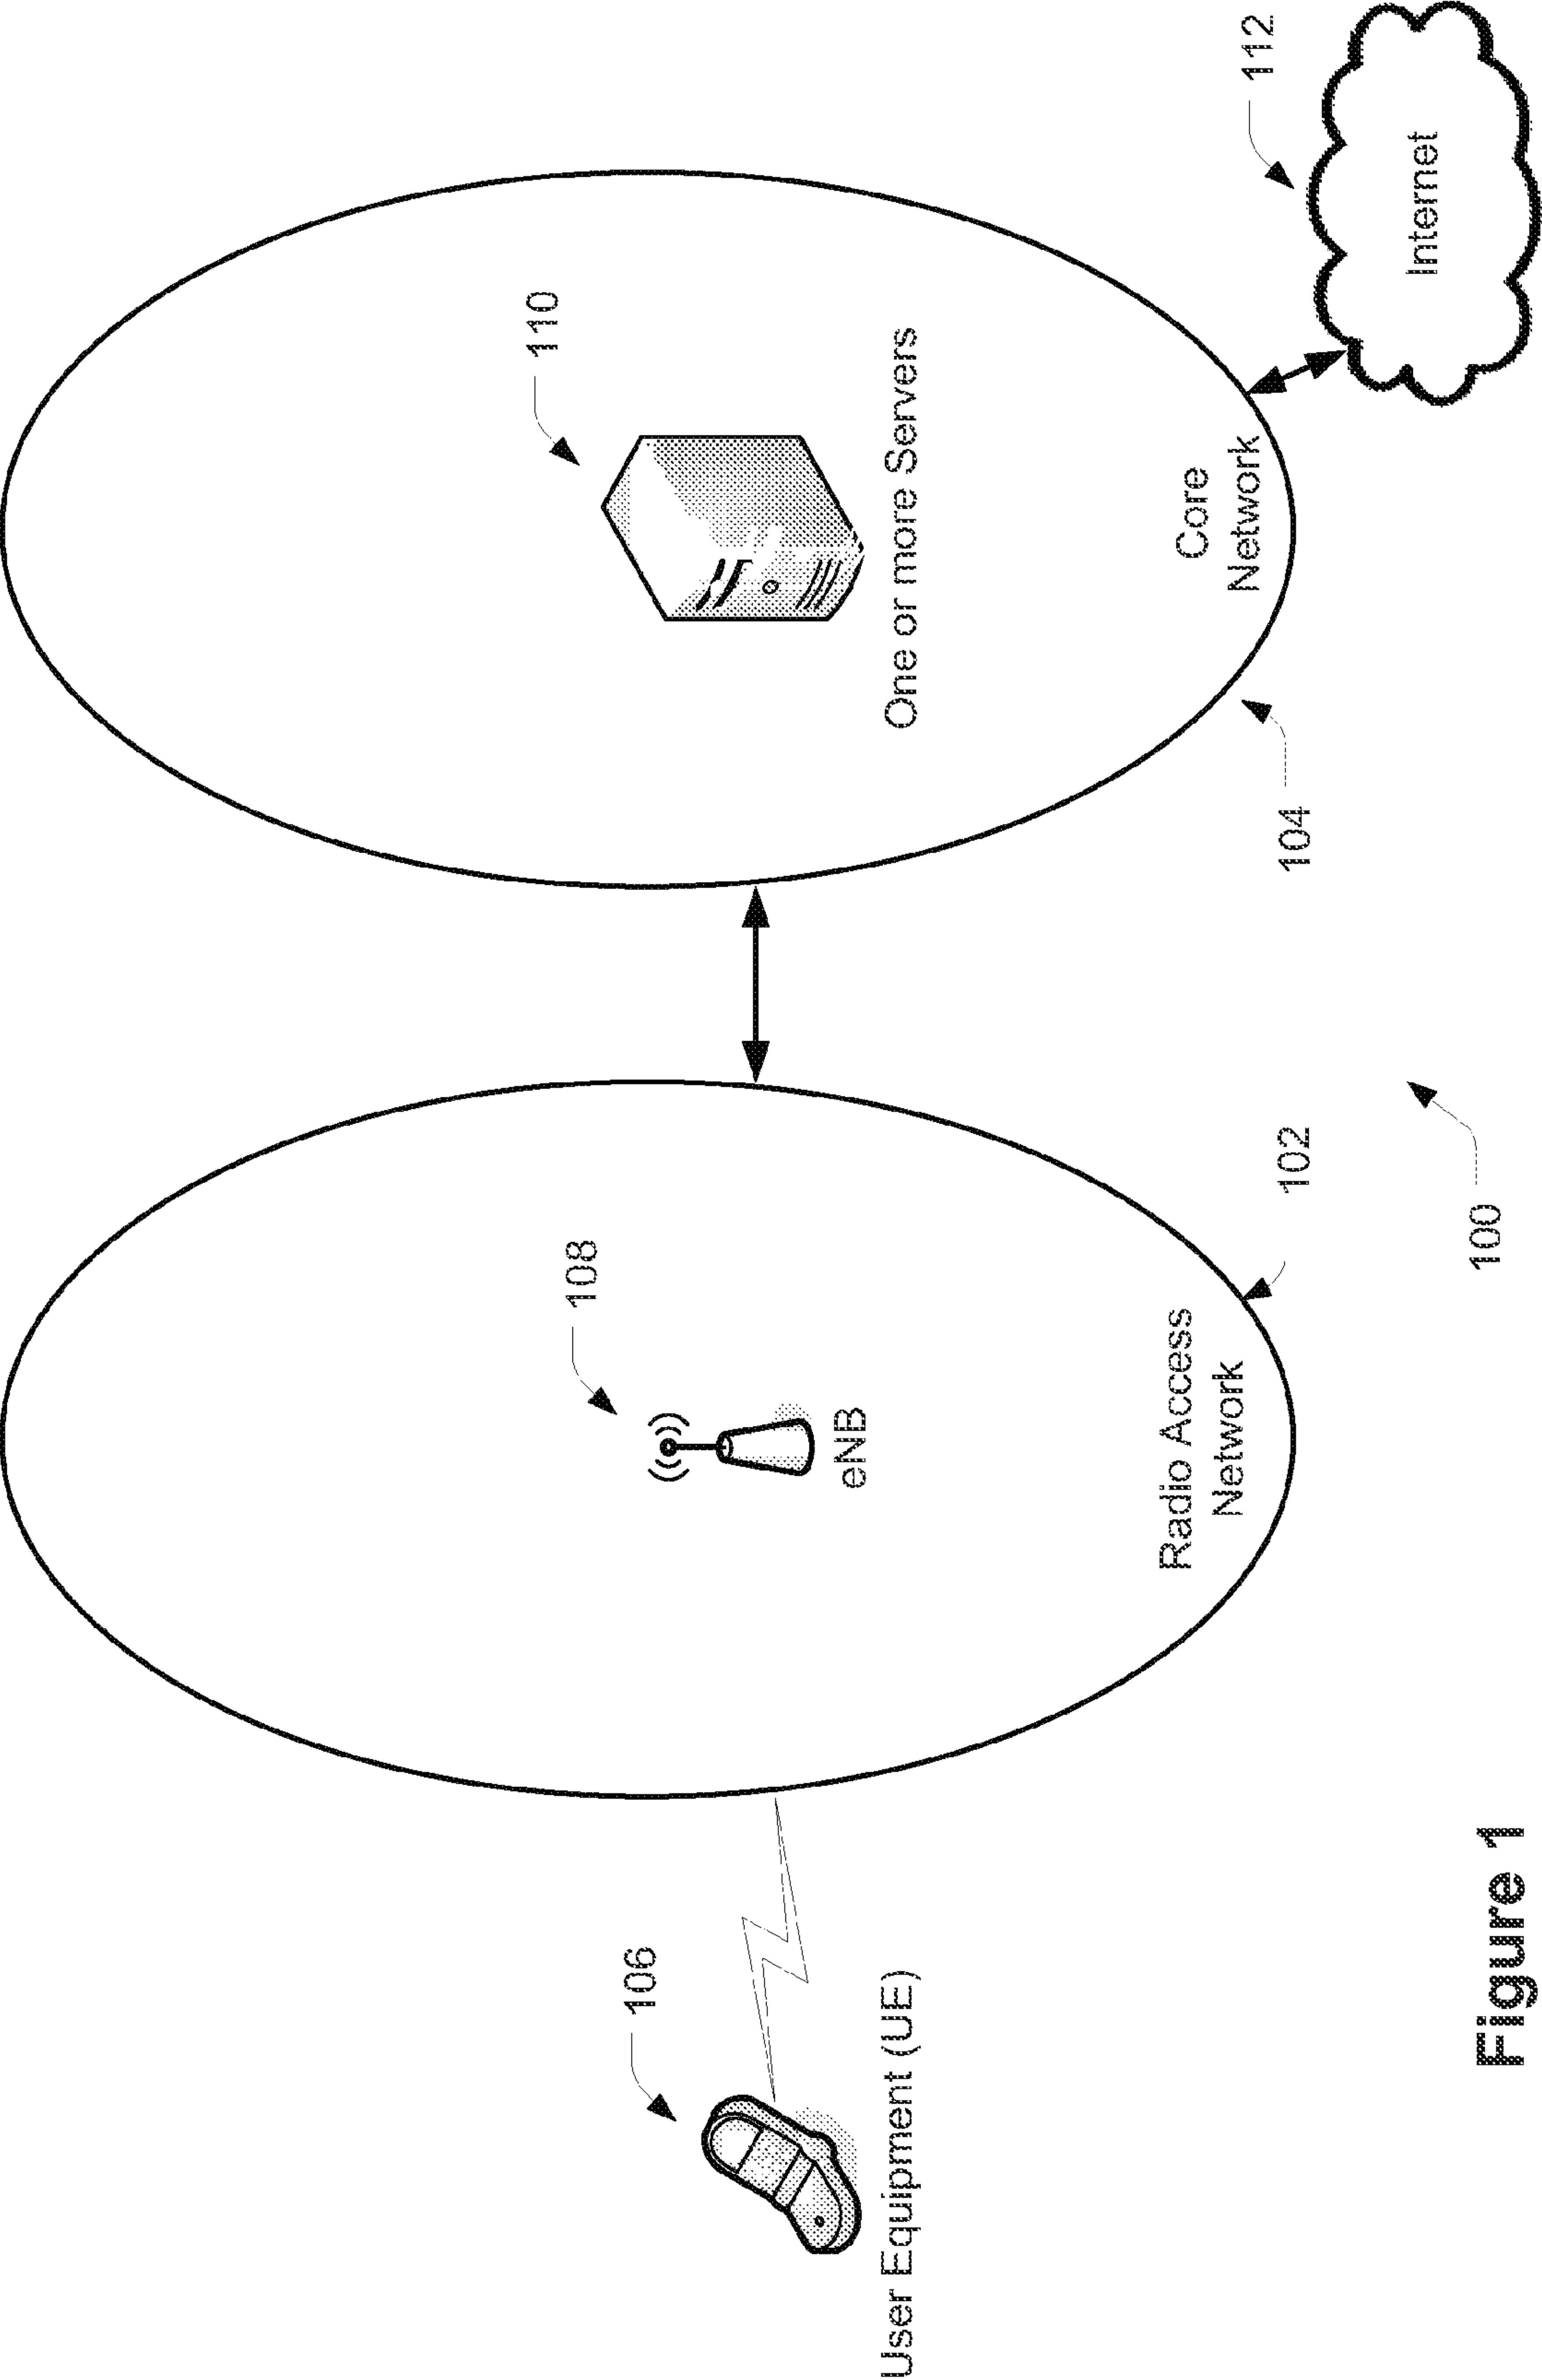 106
User Equipment (UE)
108
eNB
Radio Access
Network
102
110
One or more Servers
Core
Network
104
112
Internet
100
Figure 1